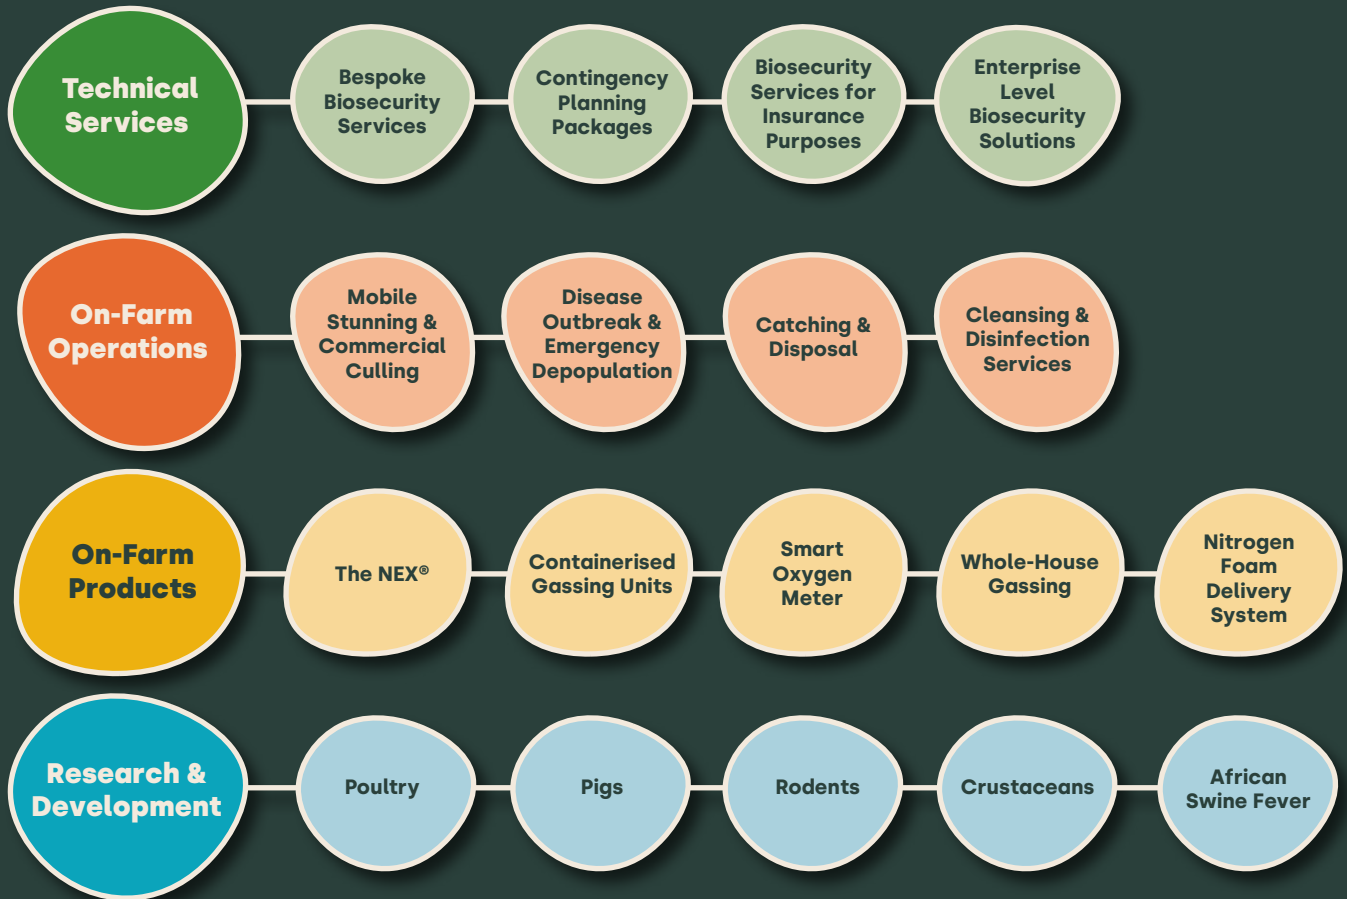 Technical
Services
Bespoke
Biosecurity
Services
Contingency
Planning
Packages
Biosecurity
Services for
Insurance
Purposes
Enterprise
Level
Biosecurity
Solutions
On-Farm
Operations
Mobile
Stunning &
Commercial
Culling
Disease
Outbreak &
Emergency
Depopulation
Catching &
Disposal
Cleansing &
Disinfection
Services
On-Farm
Products
The NEX®
Containerised
Gassing Units
Smart
Oxygen
Meter
Whole-House
Gassing
Nitrogen
Foam
Delivery
System
Research &
Development
Poultry
Pigs
Rodents
Crustaceans
African
Swine Fever